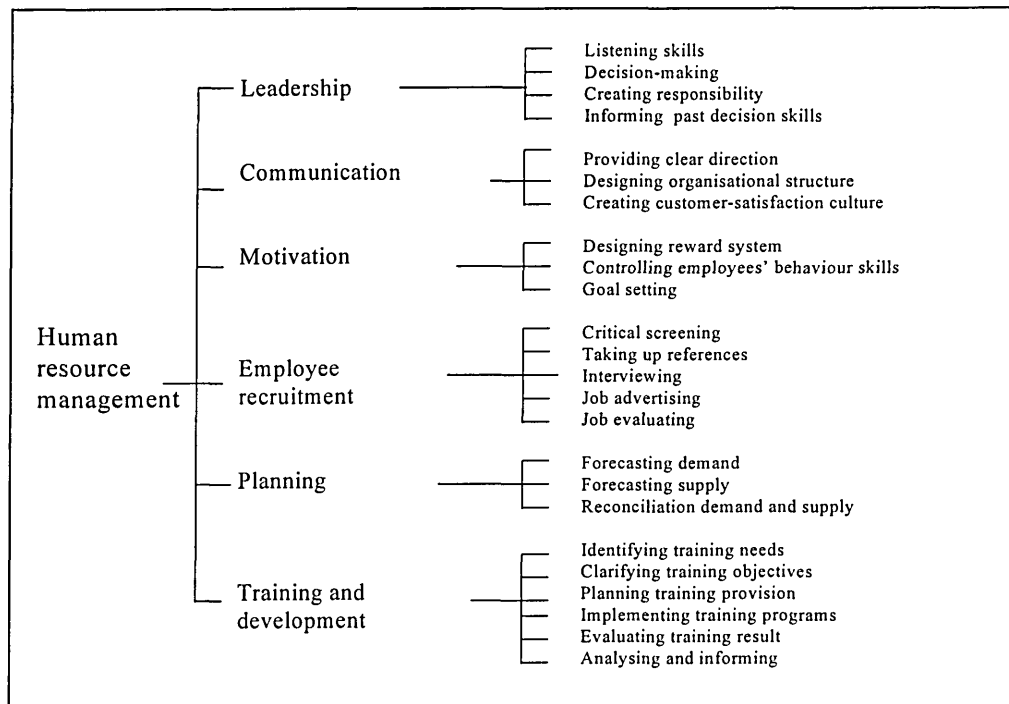 Leadership
Listening skills
Decision-making
Creating responsibility
Informing past decision skills
Communication
Providing clear direction
Designing organisational structure
Creating customer-satisfaction culture
Motivation
Designing reward system
Controlling employees' behaviour skills
Goal setting
Human
resource
management
Employee
recruitment
Critical screening
Taking up references
Interviewing
Job advertising
Job evaluating
Planning
Forecasting demand
Forecasting supply
Reconciliation demand and supply
Training and
development
Identifying training needs
Clarifying training objectives
Planning training provision
Implementing training programs
Evaluating training result
Analysing and informing